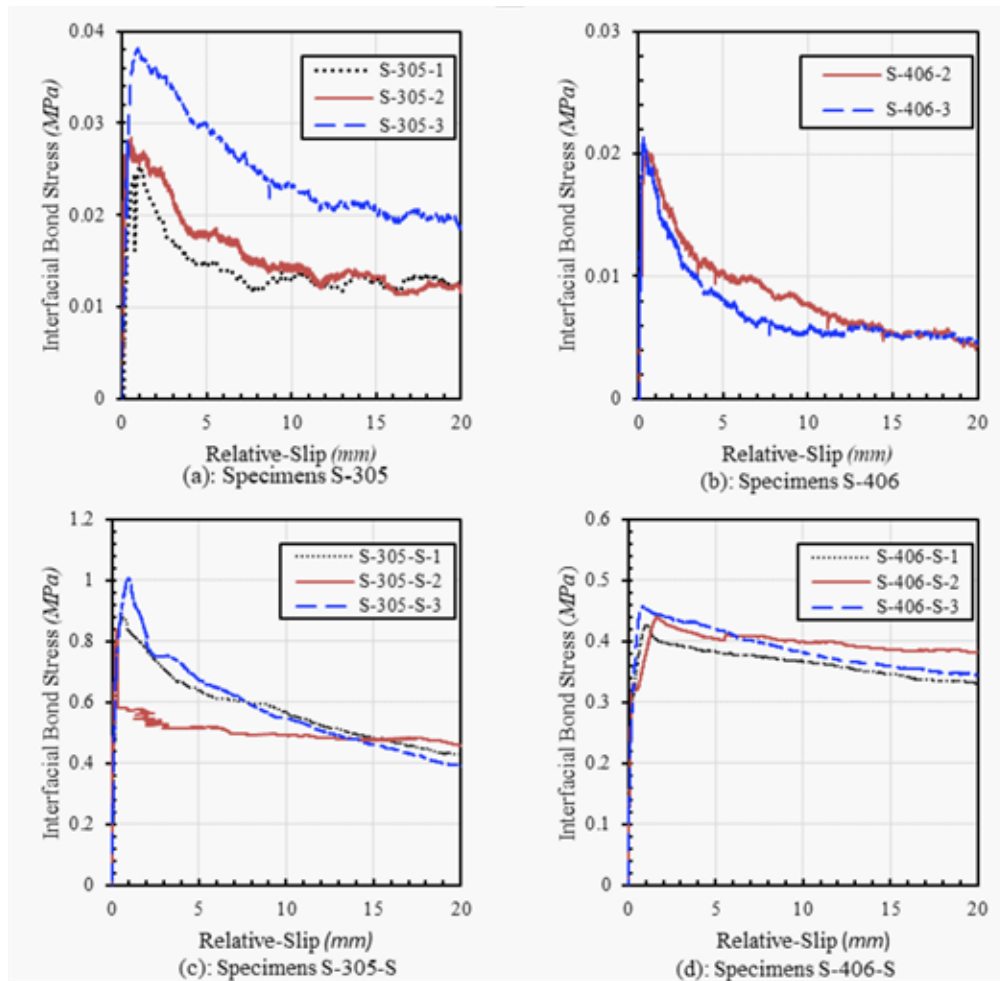 Interfacial Bond Stress (MPa)
0.04
0.03
0.02
0.01
0
S-305-1
S-305-2
S-305-3
0 5 10 15 20
Relative-Slip (mm)
(a): Specimens S-305
Interfacial Bond Stress (MPa)
0.03
0.02
0.01
0
S-406-2
S-406-3
0 5 10 15 20
Relative-Slip (mm)
(b): Specimens S-406
Interfacial Bond Stress (MPa)
1.2
1
0.8
0.6
0.4
0.2
0
S-305-S-1
S-305-S-2
S-305-S-3
0 5 10 15 20
Relative-Slip (mm)
(c): Specimens S-305-S
Interfacial Bond Stress (MPa)
0.6
0.5
0.4
0.3
0.2
0.1
0
S-406-S-1
S-406-S-2
S-406-S-3
0 5 10 15 20
Relative-Slip (mm)
(d): Specimens S-406-S